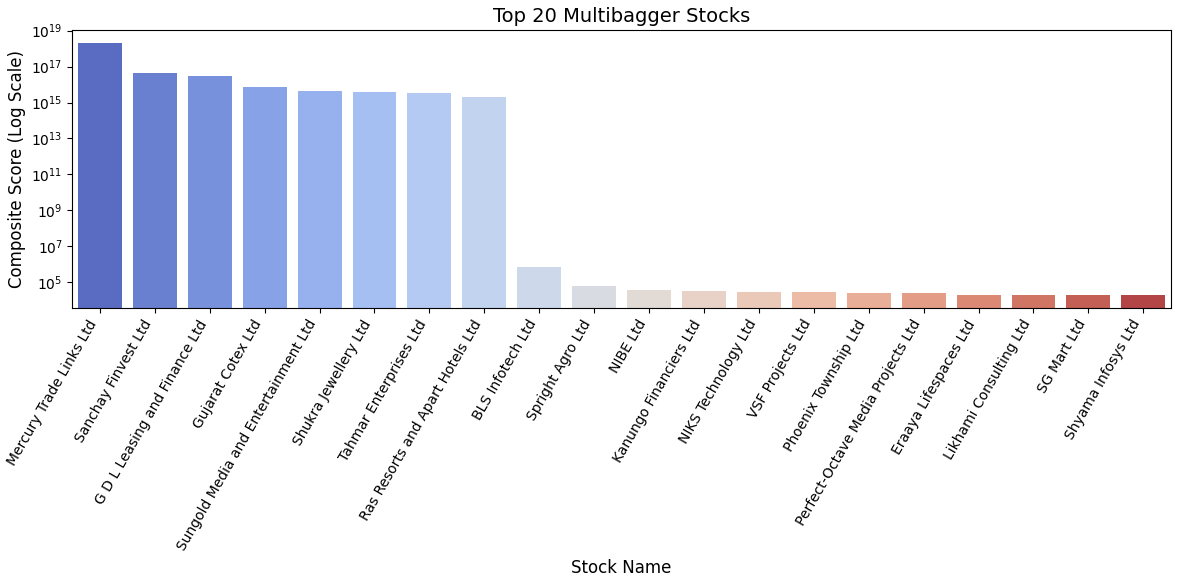 Top 20 Multibagger Stocks
Composite Score (Log Scale)
10^19
10^17
10^15
10^13
10^11
10^9
10^7
10^5
Mercury Trade Links Ltd
Sanchay Finvest Ltd
G D L Leasing and Finance Ltd
Gujarat Cotex Ltd
Sungold Media and Entertainment Ltd
Shukra Jewellery Ltd
Tahmar Enterprises Ltd
Ras Resorts and Apart Hotels Ltd
BLS Infotech Ltd
Spright Agro Ltd
NIBE Ltd
Kanungo Financiers Ltd
NIKS Technology Ltd
VSF Projects Ltd
Phoenix Township Ltd
Perfect-Octave Media Projects Ltd
Eraaya Lifespaces Ltd
Likhami Consulting Ltd
SG Mart Ltd
Shyama Infosys Ltd
Stock Name